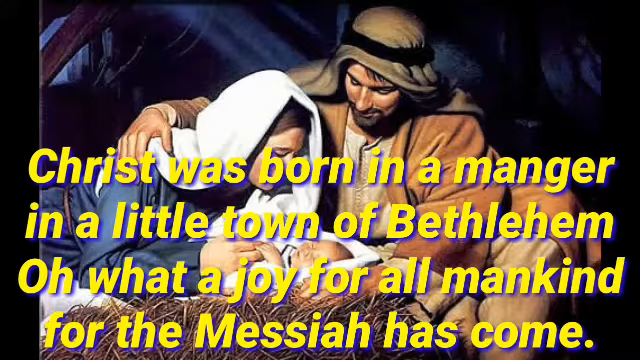 Christ was born in a manger
in a little town of Bethlehem
Oh what a joy for all mankind
for the Messiah has come.